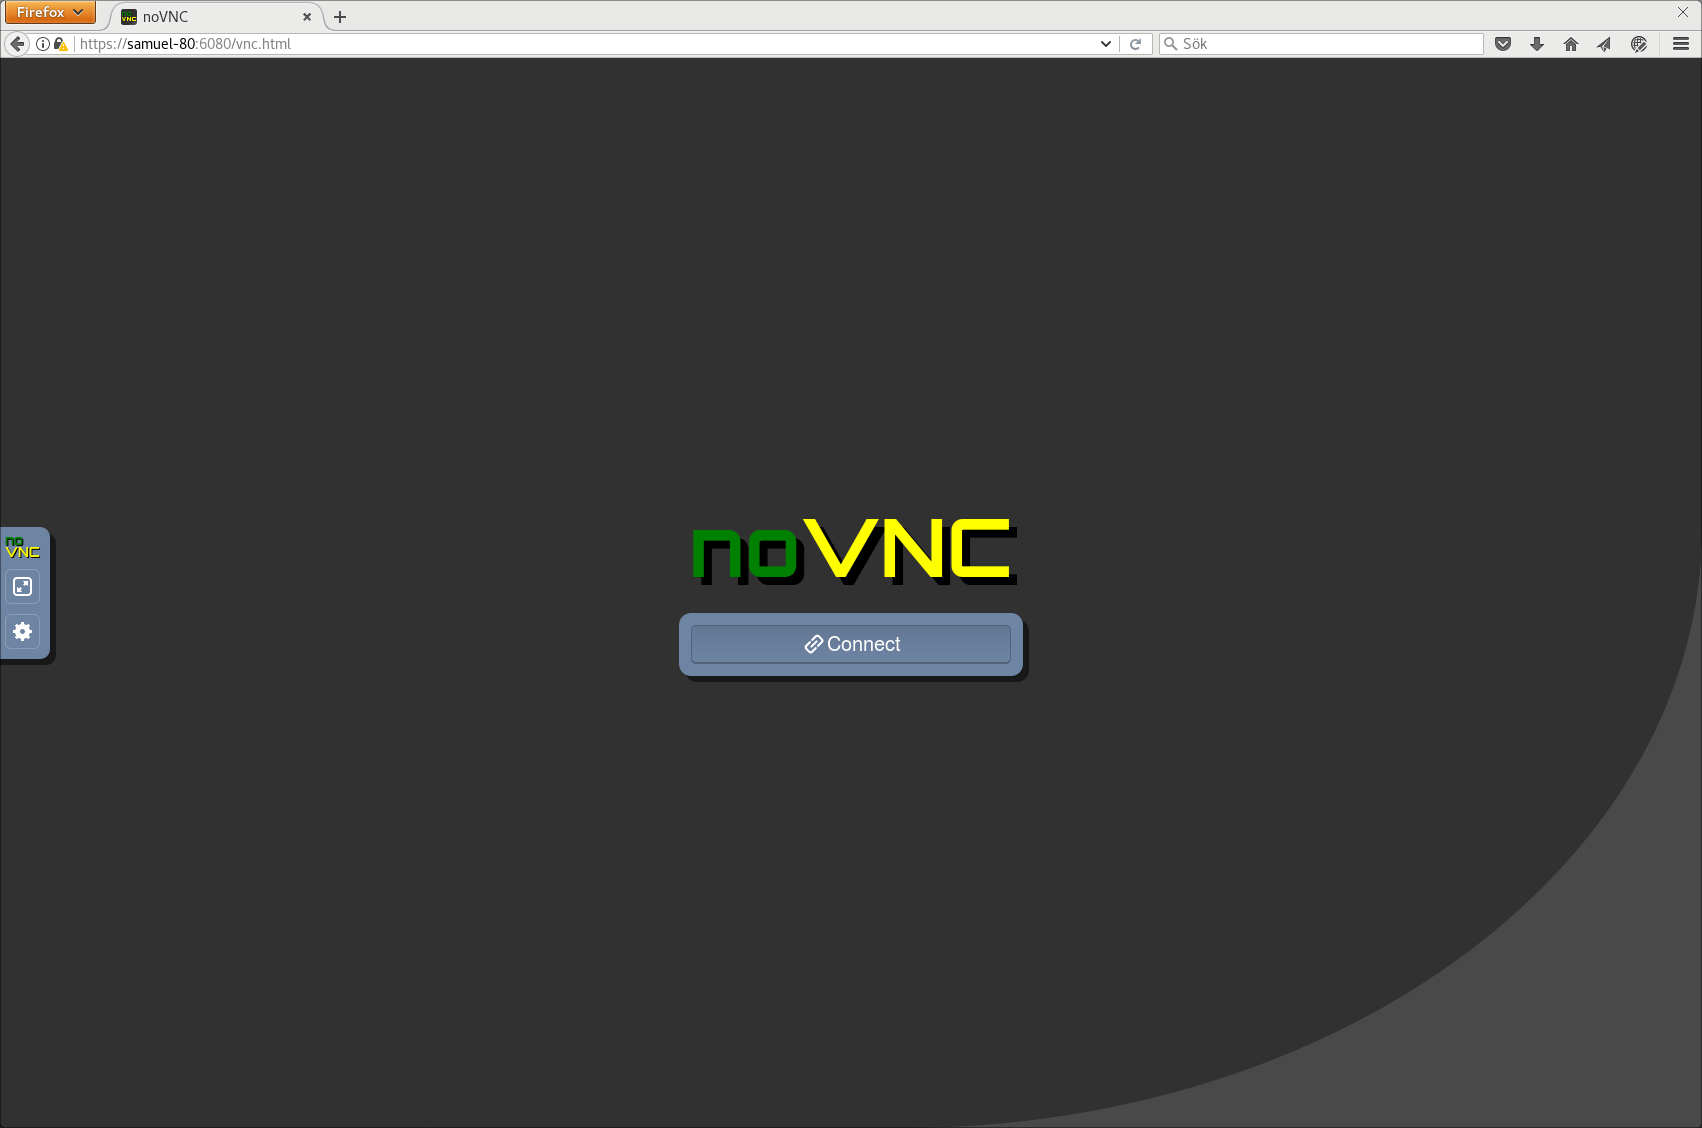 Firefox
noVNC
https://samuel-80:6080/vnc.html
Sök
noVNC
no
VNC
Connect